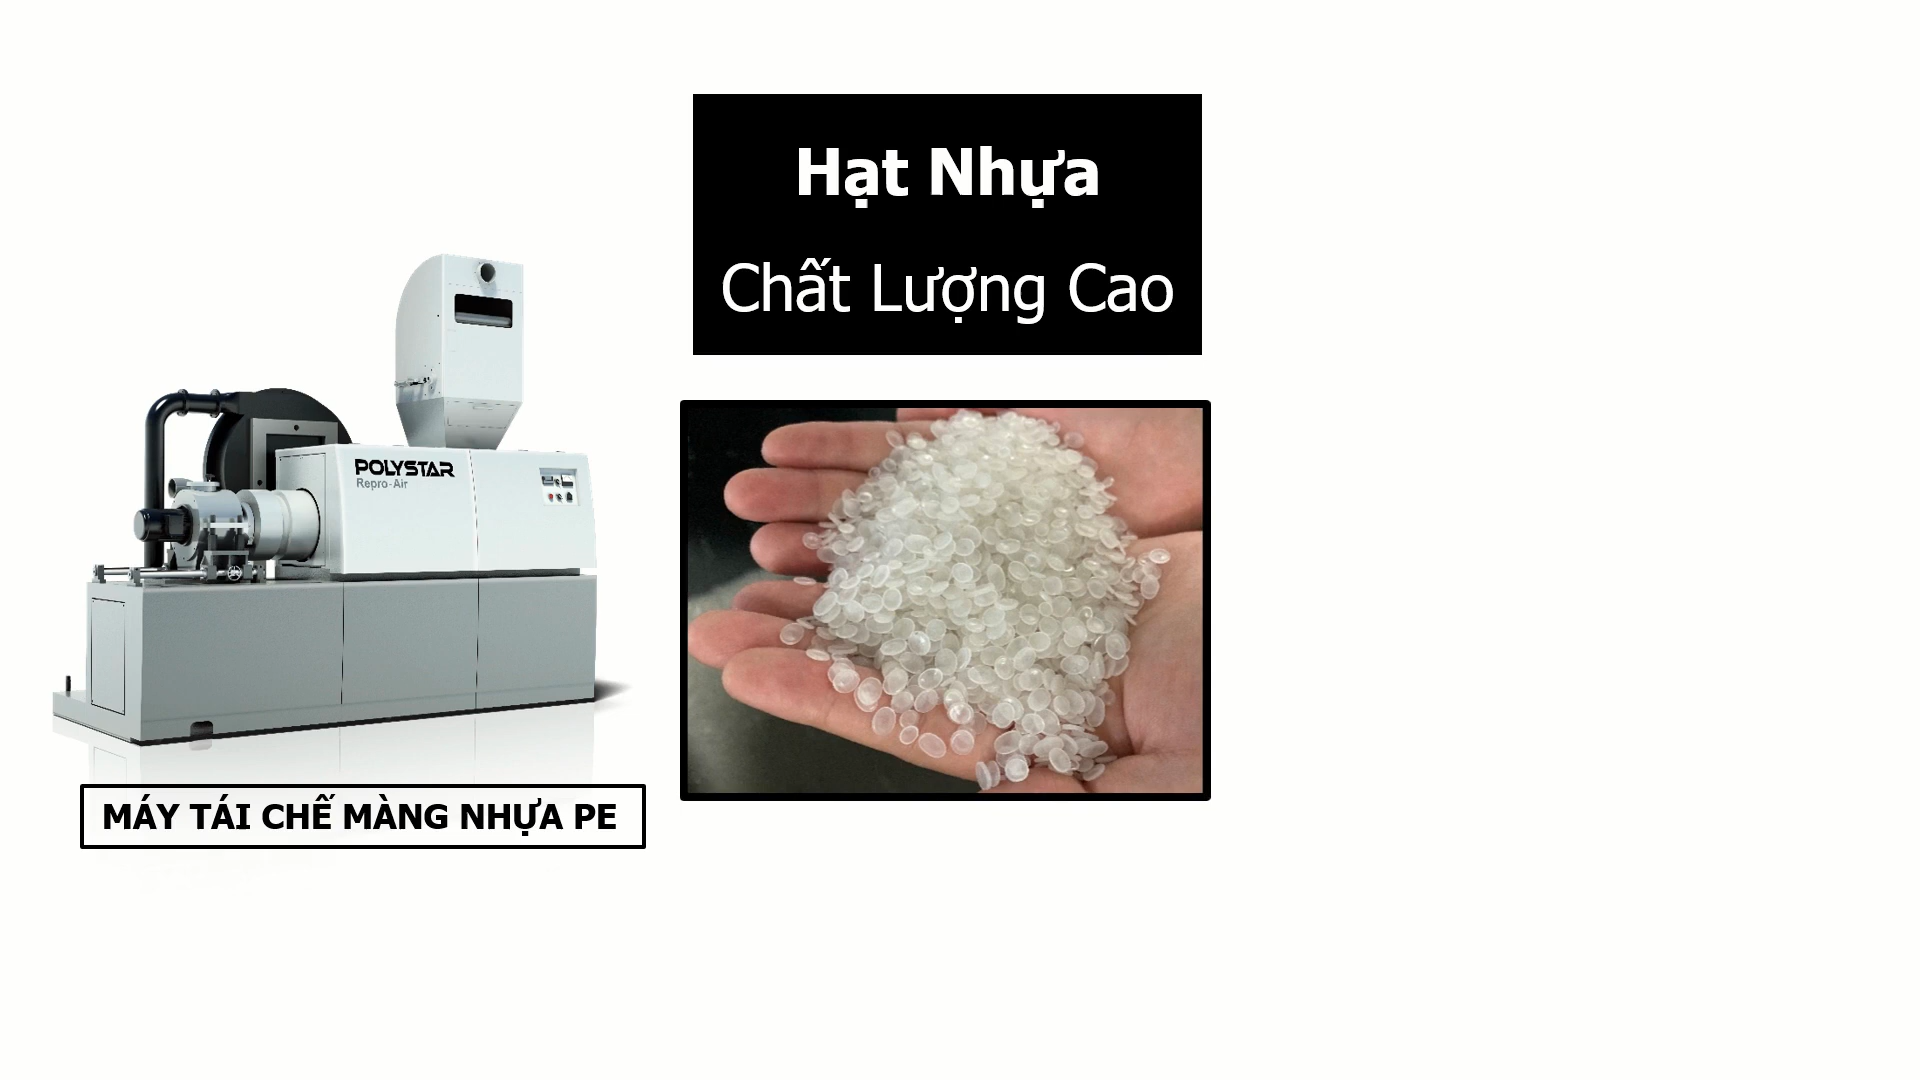 Hạt Nhựa
Chất Lượng Cao
POLYSTAR
Repro-Air
MÁY TÁI CHẾ MÀNG NHỰA PE